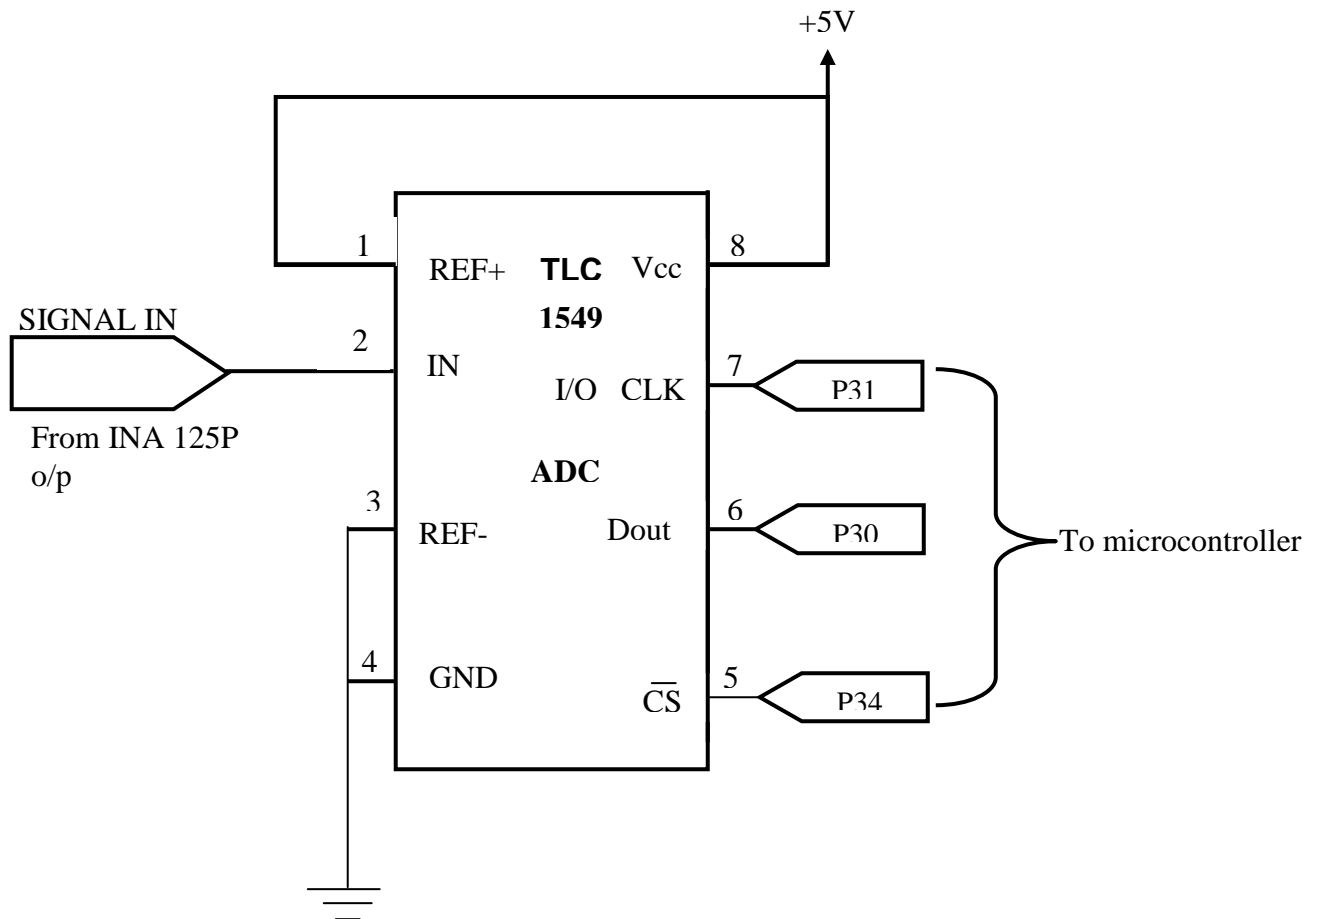 +5V
1
8
REF+
TLC
Vcc
1549
SIGNAL IN
2
IN
7
I/O CLK
P31
From INA 125P
o/p
ADC
3
6
REF-
Dout
P30
To microcontroller
4
GND
5
CS
P34